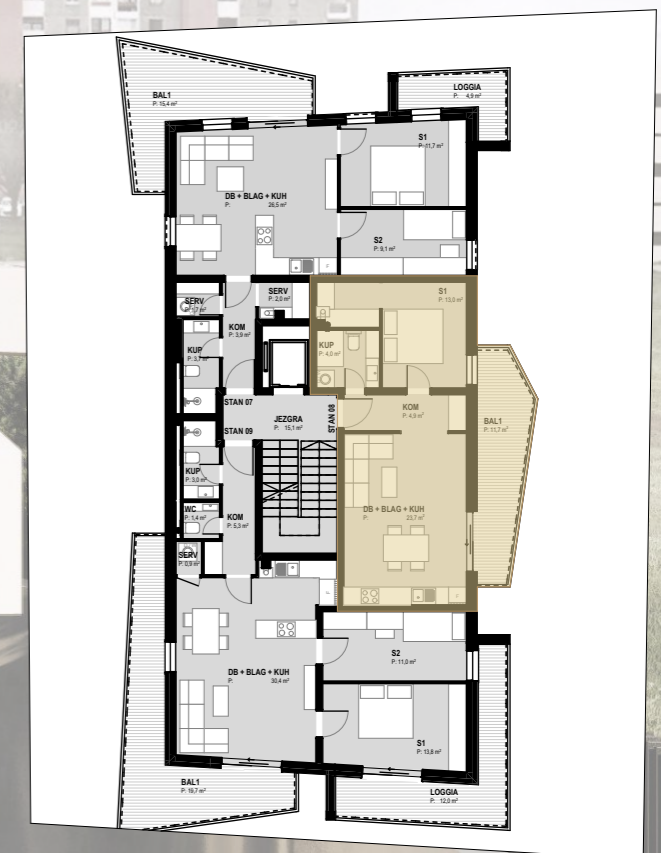 BAL1
P: 15,4 m²
LOGGIA
P: 4,9 m²
S1
P: 11,7 m²
DB + BLAG + KUH
P: 26,5 m²
S2
P: 9,1 m²
SERV
P: 1,7 m²
SERV
P: 2,0 m²
S1
P: 13,0 m²
KOM
P: 3,9 m²
KUP
P: 3,7 m²
KUP
P: 4,0 m²
STAN 07
STAN 09
JEZGRA
P: 15,1 m²
STAN 08
KOM
P: 4,9 m²
BAL1
P: 11,7 m²
KUP
P: 3,0 m²
WC
P: 1,4 m²
KOM
P: 5,3 m²
DB + BLAG + KUH
P: 23,7 m²
SERV
P: 0,9 m²
S2
P: 11,0 m²
DB + BLAG + KUH
P: 30,4 m²
S1
P: 13,8 m²
BAL1
P: 19,7 m²
LOGGIA
P: 12,0 m²